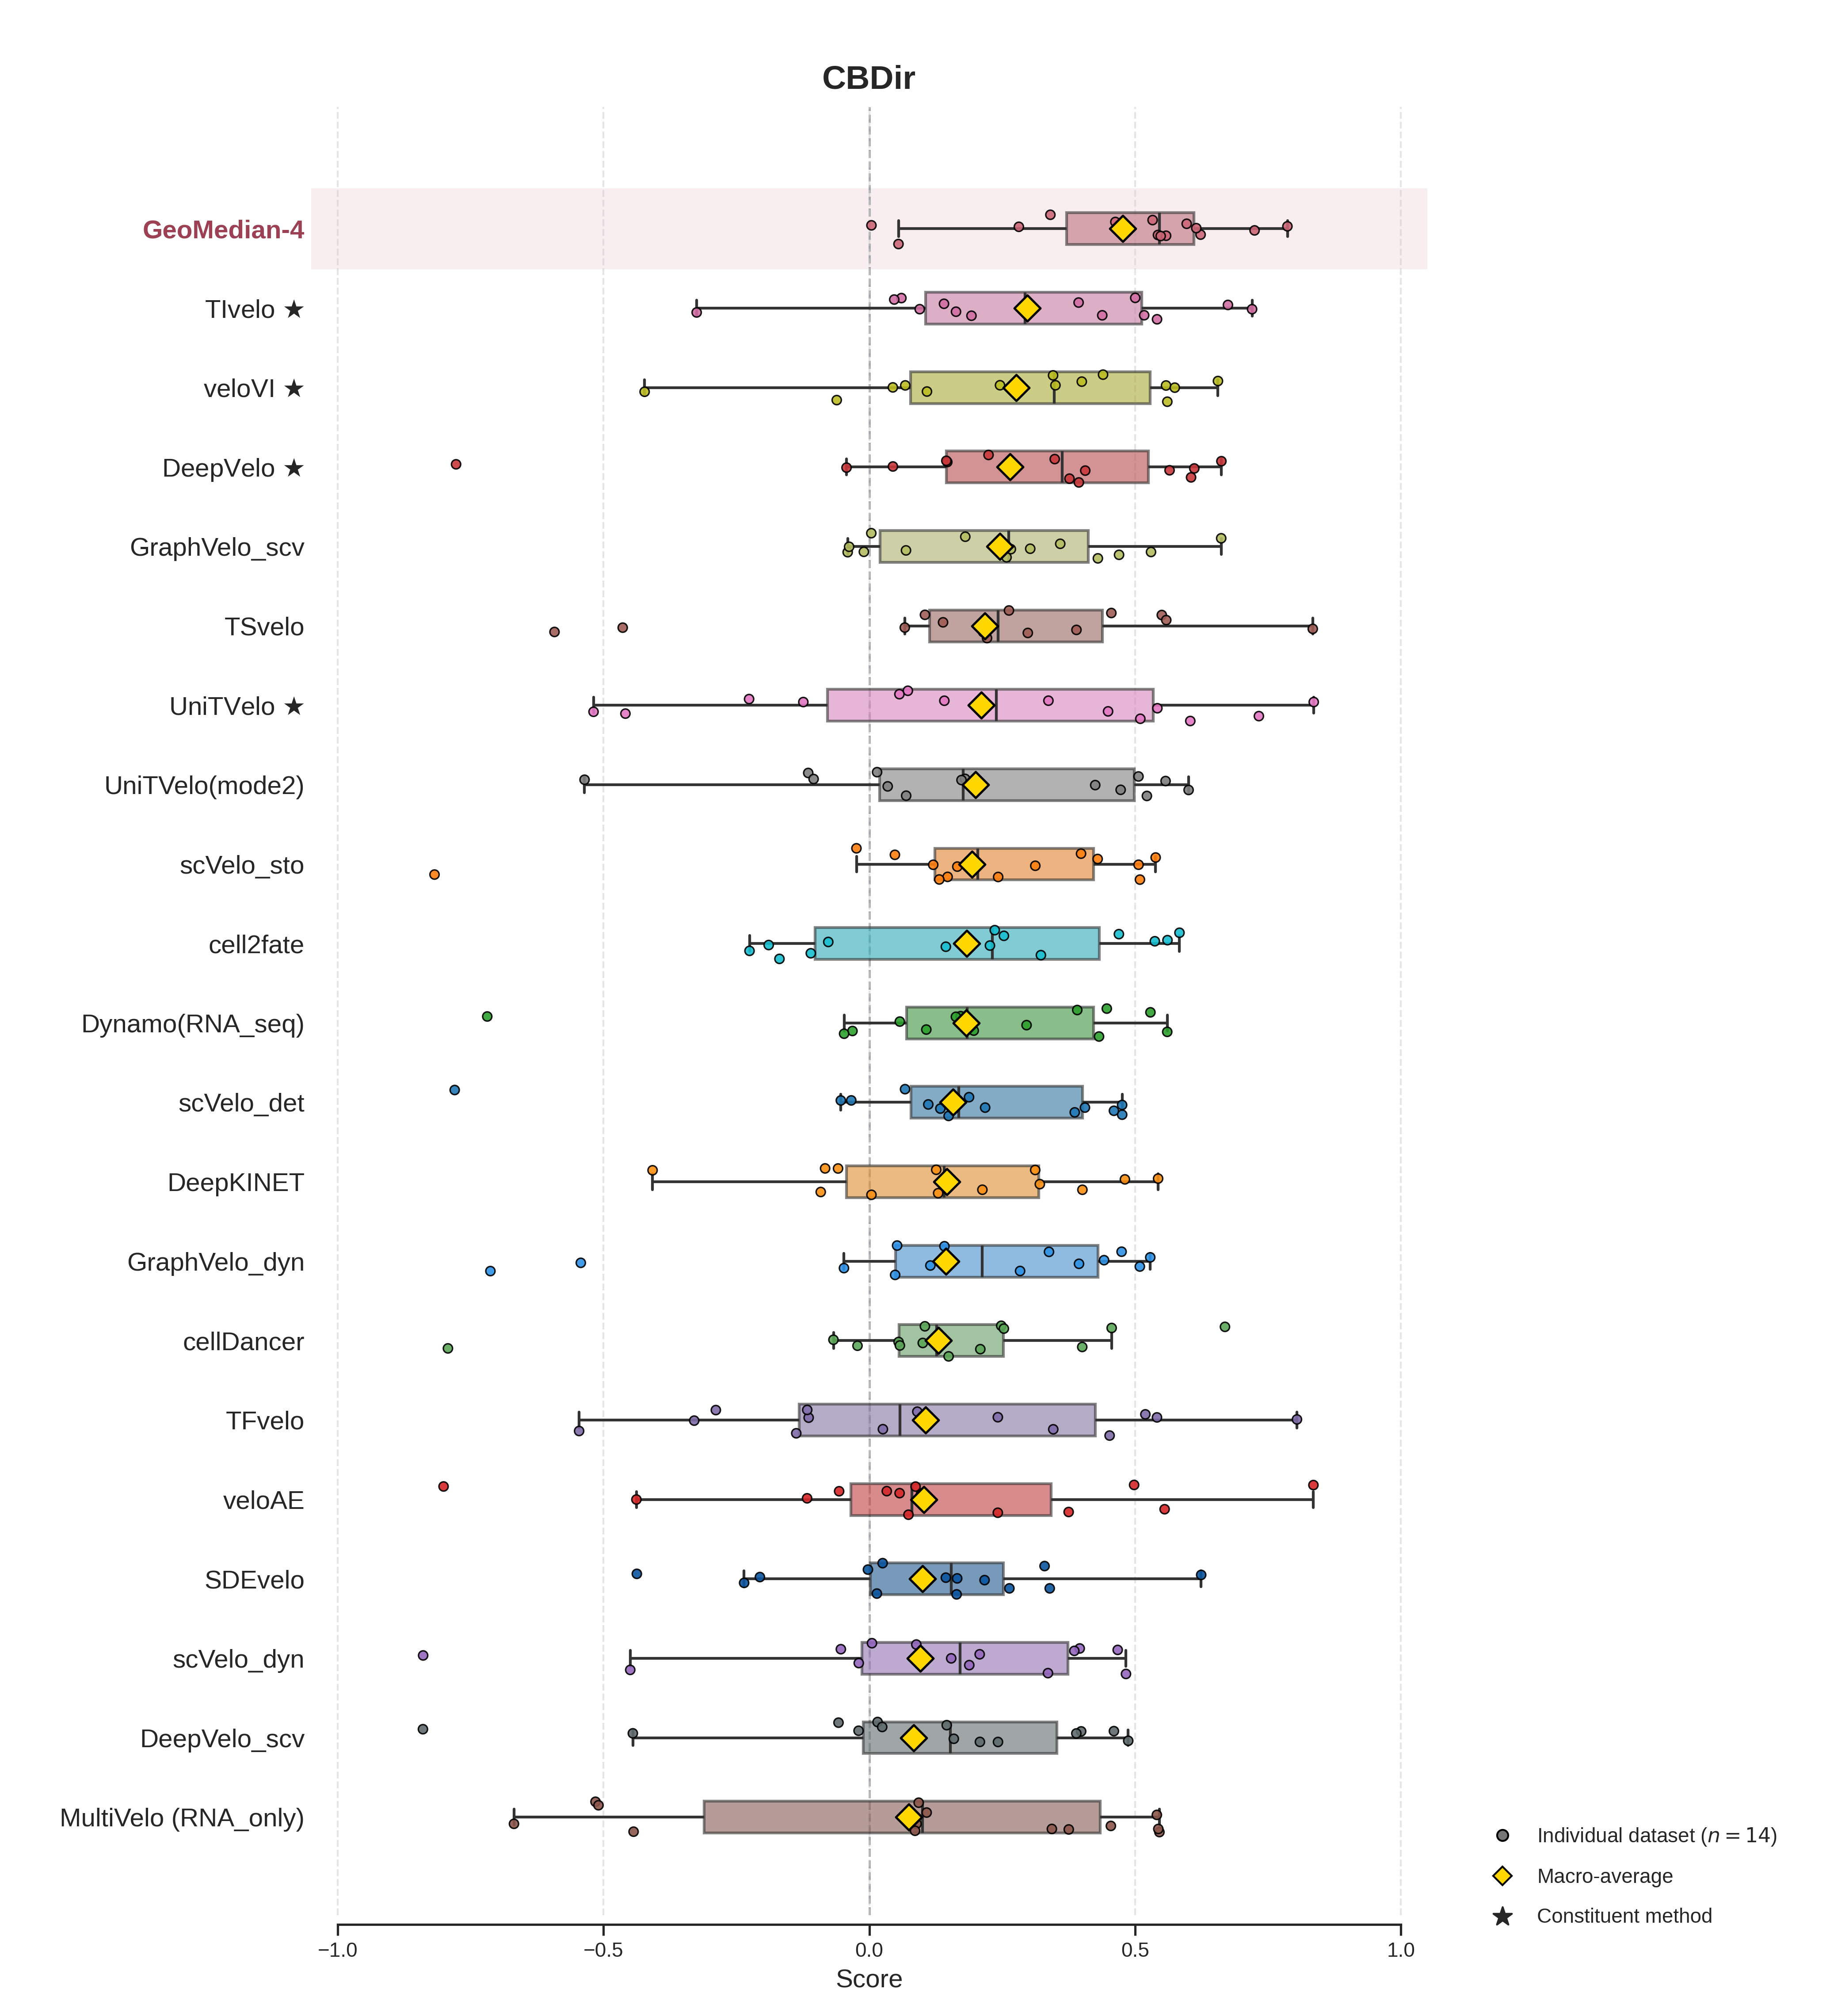 CBDir
GeoMedian-4
TIvelo ★
veloVI ★
DeepVelo ★
GraphVelo_scv
TSvelo
UniTVelo ★
UniTVelo(mode2)
scVelo_sto
cell2fate
Dynamo(RNA_seq)
scVelo_det
DeepKINET
GraphVelo_dyn
cellDancer
TFvelo
veloAE
SDEvelo
scVelo_dyn
DeepVelo_scv
MultiVelo (RNA_only)
Individual dataset (n = 14)
Macro-average
Constituent method
−1.0 −0.5 0.0 0.5 1.0
Score